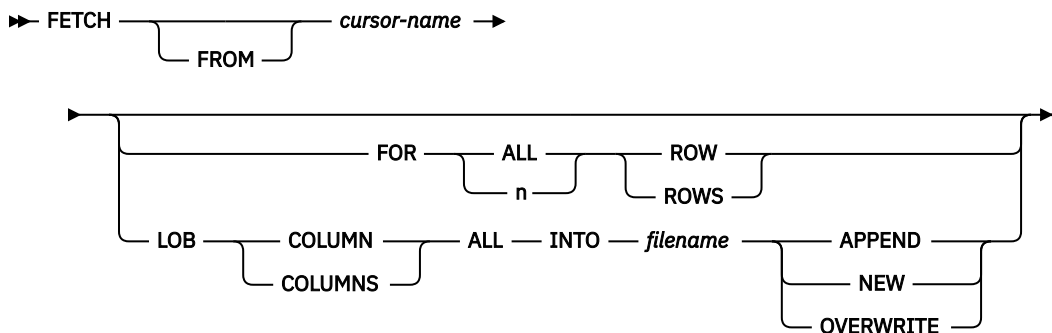 FETCH cursor-name
FROM
FOR ALL ROW
n ROWS
LOB COLUMN ALL INTO filename APPEND
COLUMNS NEW
OVERWRITE